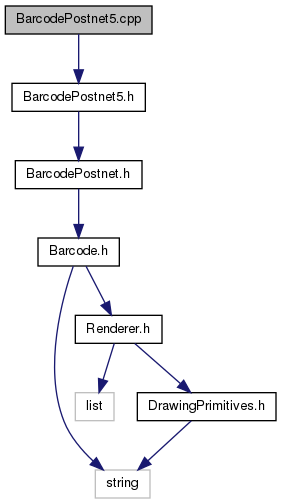 BarcodePostnet5.cpp
BarcodePostnet5.h
BarcodePostnet.h
Barcode.h
Renderer.h
list
DrawingPrimitives.h
string